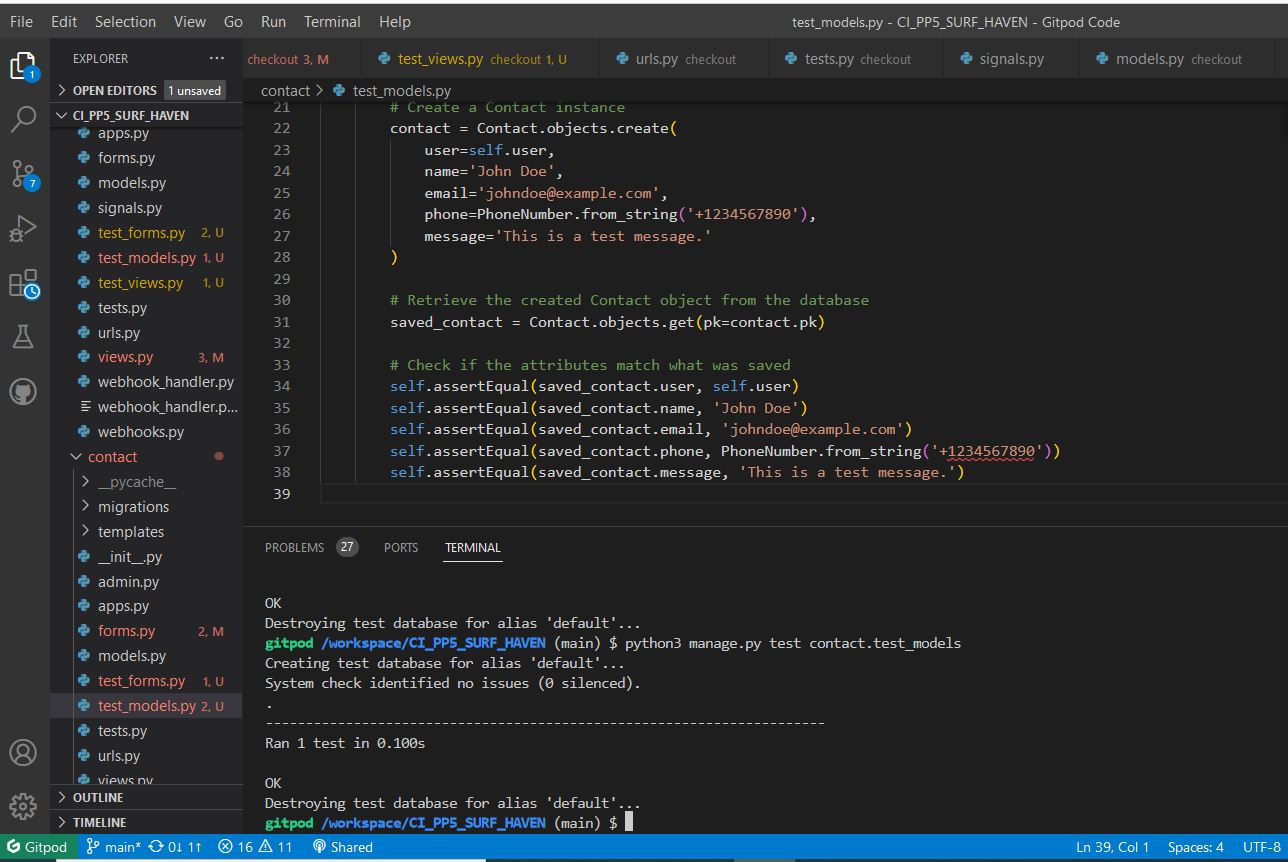 File Edit Selection View Go Run Terminal Help test_models.py - CI_PP5_SURF_HAVEN - Gitpod Code
EXPLORER ...
checkout 3, M test_views.py checkout 1, U urls.py checkout tests.py checkout signals.py models.py checkout
OPEN EDITORS 1 unsaved
contact > test_models.py
CI_PP5_SURF_HAVEN
apps.py
forms.py
models.py
signals.py
test_forms.py 2, U
test_models.py 1, U
test_views.py 1, U
tests.py
urls.py
views.py 3, M
webhook_handler.py
webhook_handler.p...
webhooks.py
contact
__pycache__
migrations
templates
__init__.py
admin.py
apps.py
forms.py 2, M
models.py
test_forms.py 1, U
test_models.py 2, U
tests.py
urls.py
views.py
OUTLINE
TIMELINE
1
7
21 # Create a Contact instance
22 contact = Contact.objects.create(
23 user=self.user,
24 name='John Doe',
25 email='johndoe@example.com',
26 phone=PhoneNumber.from_string('+1234567890'),
27 message='This is a test message.'
28 )
29
30 # Retrieve the created Contact object from the database
31 saved_contact = Contact.objects.get(pk=contact.pk)
32
33 # Check if the attributes match what was saved
34 self.assertEqual(saved_contact.user, self.user)
35 self.assertEqual(saved_contact.name, 'John Doe')
36 self.assertEqual(saved_contact.email, 'johndoe@example.com')
37 self.assertEqual(saved_contact.phone, PhoneNumber.from_string('+1234567890'))
38 self.assertEqual(saved_contact.message, 'This is a test message.')
39
PROBLEMS 27 PORTS TERMINAL
OK
Destroying test database for alias 'default'...
gitpod /workspace/CI_PP5_SURF_HAVEN (main) $ python3 manage.py test contact.test_models
Creating test database for alias 'default'...
System check identified no issues (0 silenced).
.
----------------------------------------------------------------------
Ran 1 test in 0.100s
OK
Destroying test database for alias 'default'...
gitpod /workspace/CI_PP5_SURF_HAVEN (main) $
Gitpod main* 0↓ 1↑ 16 11 Shared Ln 39, Col 1 Spaces: 4 UTF-8